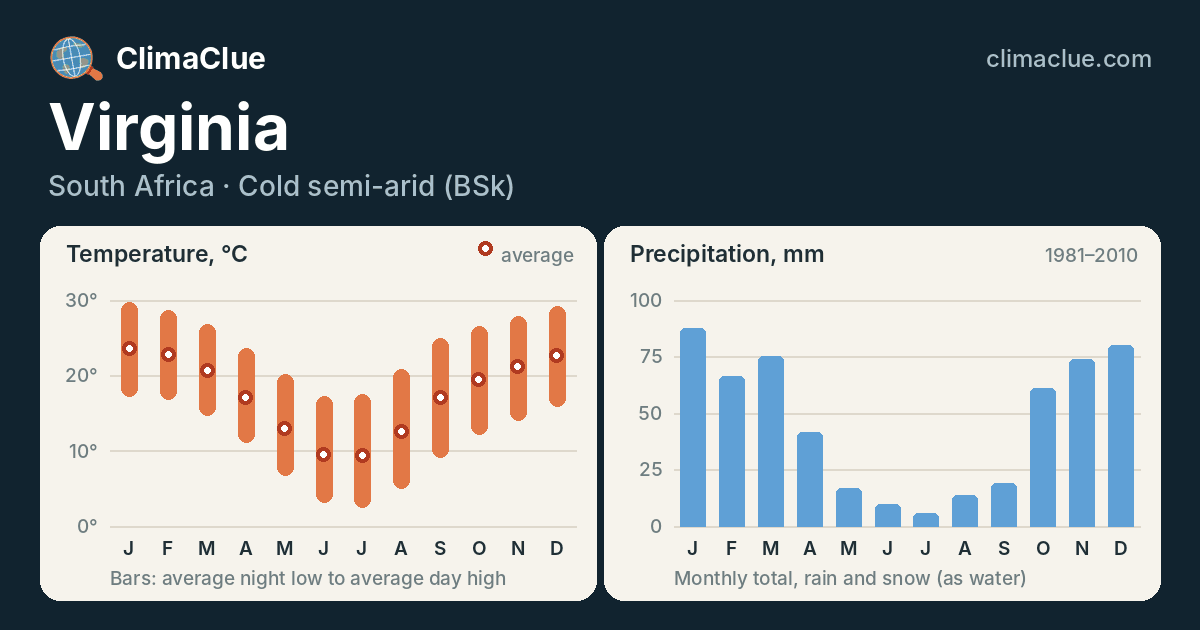 ClimaClue
climaclue.com
Virginia
South Africa · Cold semi-arid (BSk)
Temperature, °C
average
30°
20°
10°
0°
J F M A M J J A S O N D
Bars: average night low to average day high
Precipitation, mm
1981–2010
100
75
50
25
0
J F M A M J J A S O N D
Monthly total, rain and snow (as water)